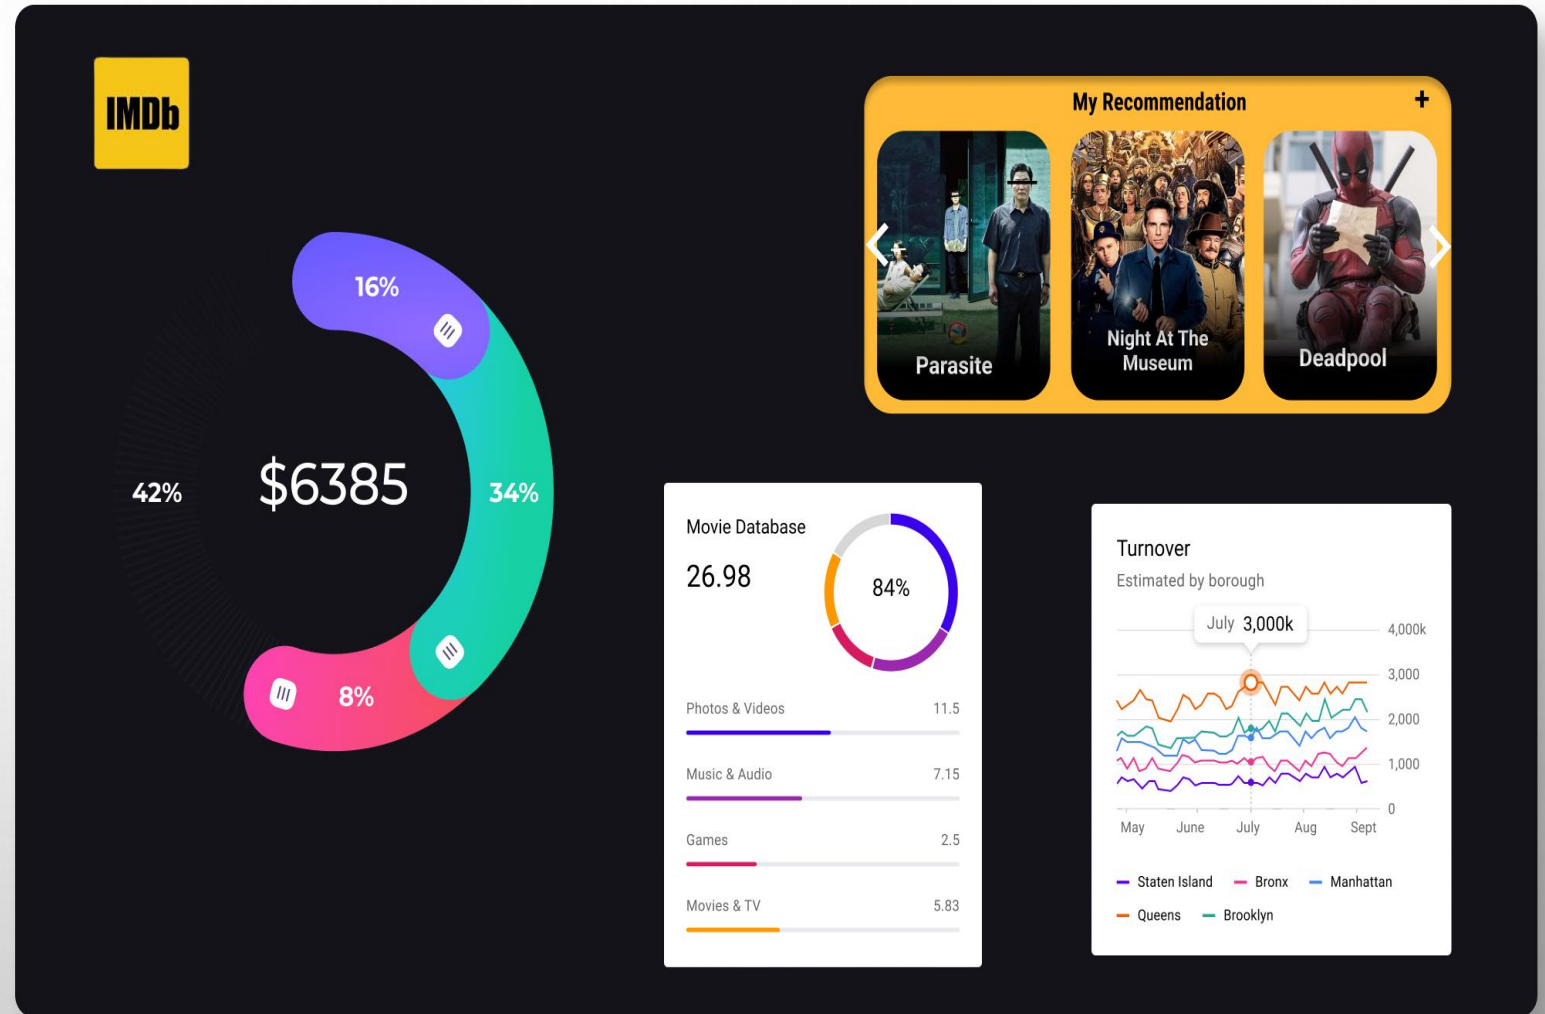 IMDb
16%
42%
$6385
34%
8%
My Recommendation
+
Parasite
Night At The
Museum
Deadpool
Movie Database
26.98
84%
Photos & Videos 11.5
Music & Audio 7.15
Games 2.5
Movies & TV 5.83
Turnover
Estimated by borough
July 3,000k
4,000k
3,000
2,000
1,000
0
May June July Aug Sept
Staten Island Bronx Manhattan
Queens Brooklyn